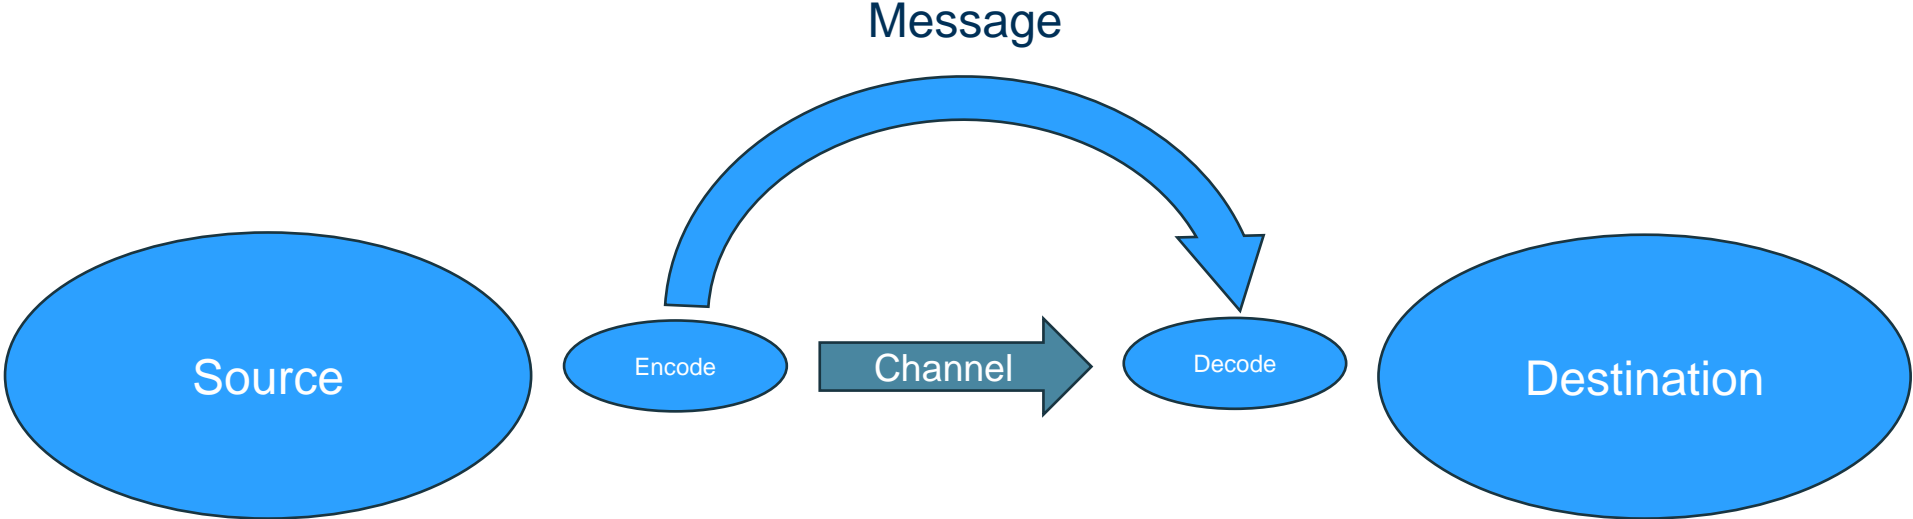 Message
Source
Encode
Channel
Decode
Destination